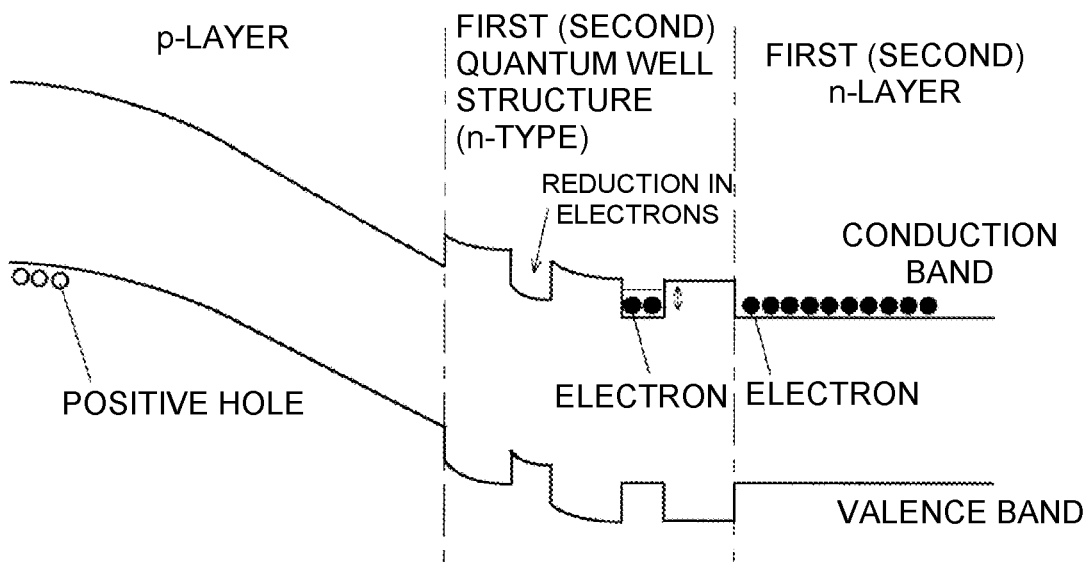 p-LAYER
FIRST (SECOND)
QUANTUM WELL
STRUCTURE
(n-TYPE)
FIRST (SECOND)
n-LAYER
REDUCTION IN
ELECTRONS
CONDUCTION
BAND
POSITIVE HOLE
ELECTRON
ELECTRON
VALENCE BAND